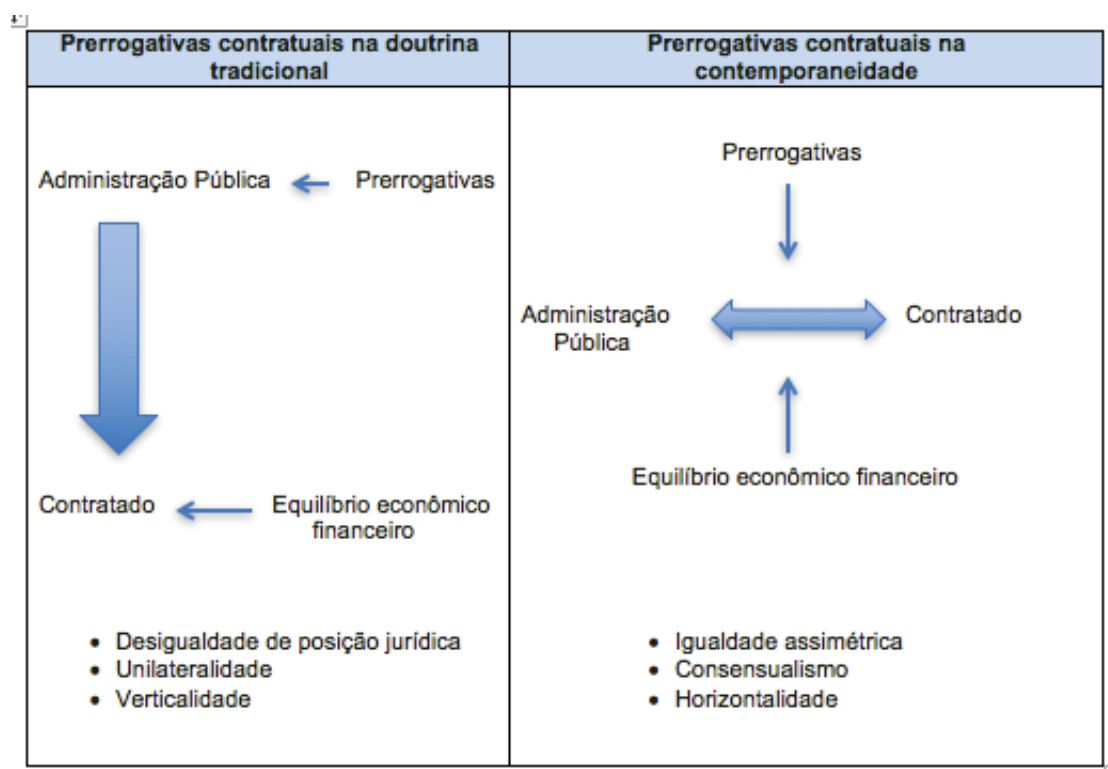 Prerrogativas contratuais na doutrina
tradicional
Prerrogativas contratuais na
contemporaneidade
Administração Pública
Prerrogativas
Contratado
Equilíbrio econômico
financeiro
• Desigualdade de posição jurídica
• Unilateralidade
• Verticalidade
Prerrogativas
Administração
Pública
Contratado
Equilíbrio econômico financeiro
• Igualdade assimétrica
• Consensualismo
• Horizontalidade